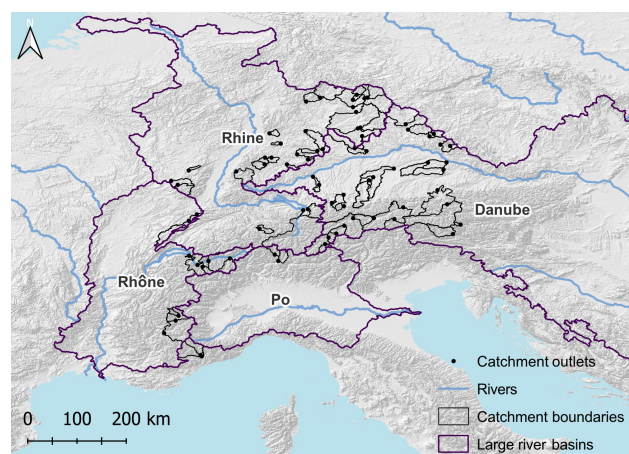 N
Rhine
Danube
Rhône
Po
Catchment outlets
Rivers
Catchment boundaries
Large river basins
0 100 200 km